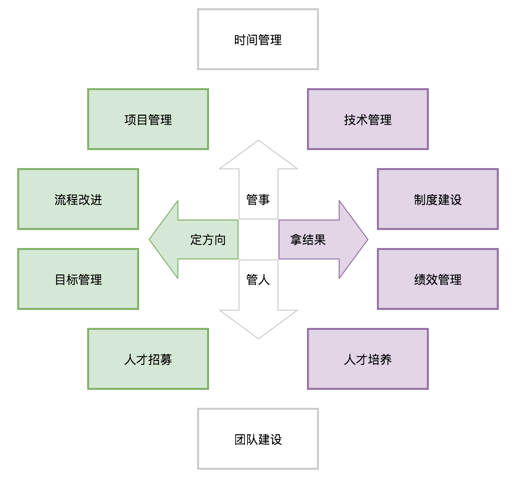 时间管理
项目管理
技术管理
流程改进
管事
制度建设
定方向
拿结果
目标管理
管人
绩效管理
人才招募
人才培养
团队建设